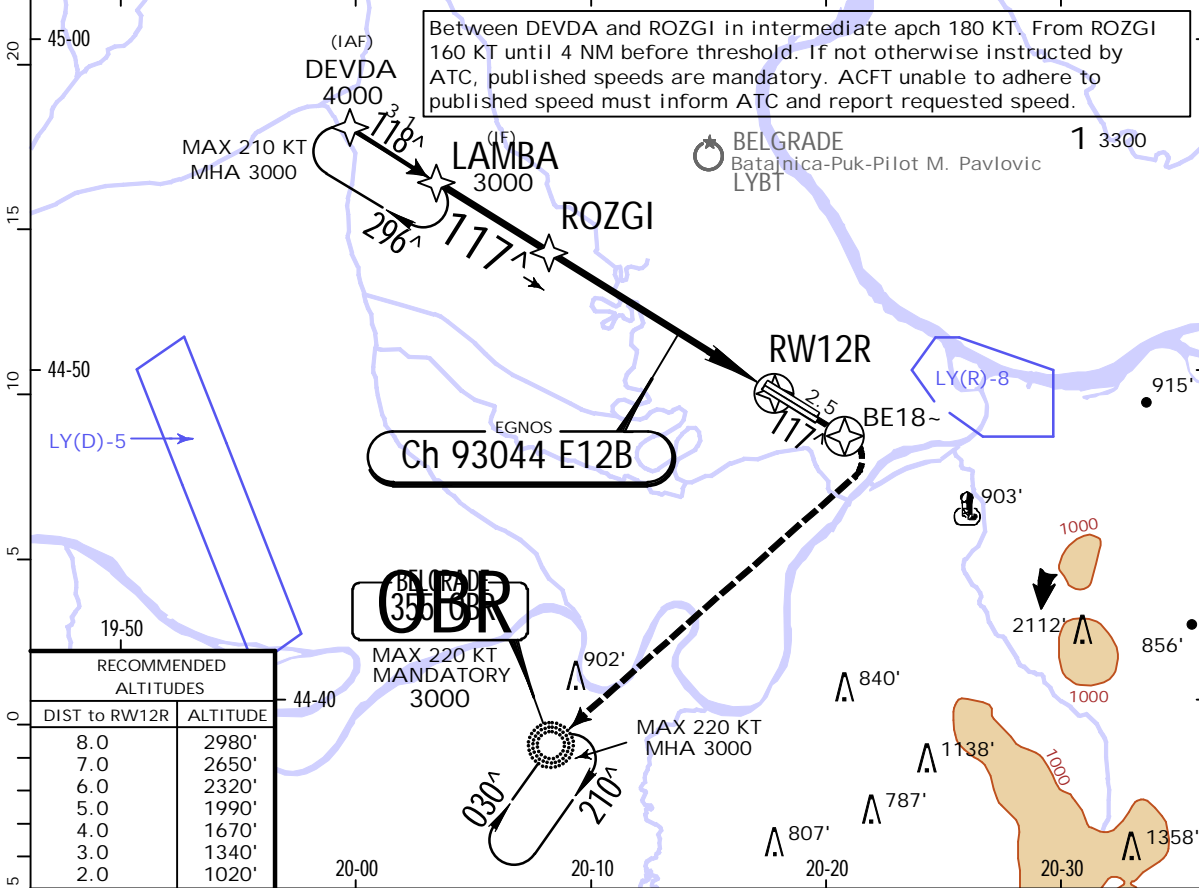 Between DEVDA and ROZGI in intermediate apch 180 KT. From ROZGI
160 KT until 4 NM before threshold. If not otherwise instructed by
ATC, published speeds are mandatory. ACFT unable to adhere to
published speed must inform ATC and report requested speed.
45-00
20
(IAF)
DEVDA
4000
3.1
118^
MAX 210 KT
MHA 3000
(IF)
LAMBA
3000
BELGRADE
Batajnica-Puk-Pilot M. Pavlovic
LYBT
1 3300
296^
117^
ROZGI
15
RW12R
44-50
10
2.5
117^
BE18~
LY(R)-8
915'
LY(D)-5
EGNOS
Ch 93044 E12B
903'
5
1000
BELGRADE
OBR
MAX 220 KT
MANDATORY
3000
19-50
902'
2112'
856'
1000
840'
44-40
0
MAX 220 KT
MHA 3000
1138'
1000
030^
210^
787'
807'
1358'
5
20-00
20-10
20-20
20-30
RECOMMENDED
ALTITUDES
DIST to RW12R ALTITUDE
8.0 2980'
7.0 2650'
6.0 2320'
5.0 1990'
4.0 1670'
3.0 1340'
2.0 1020'